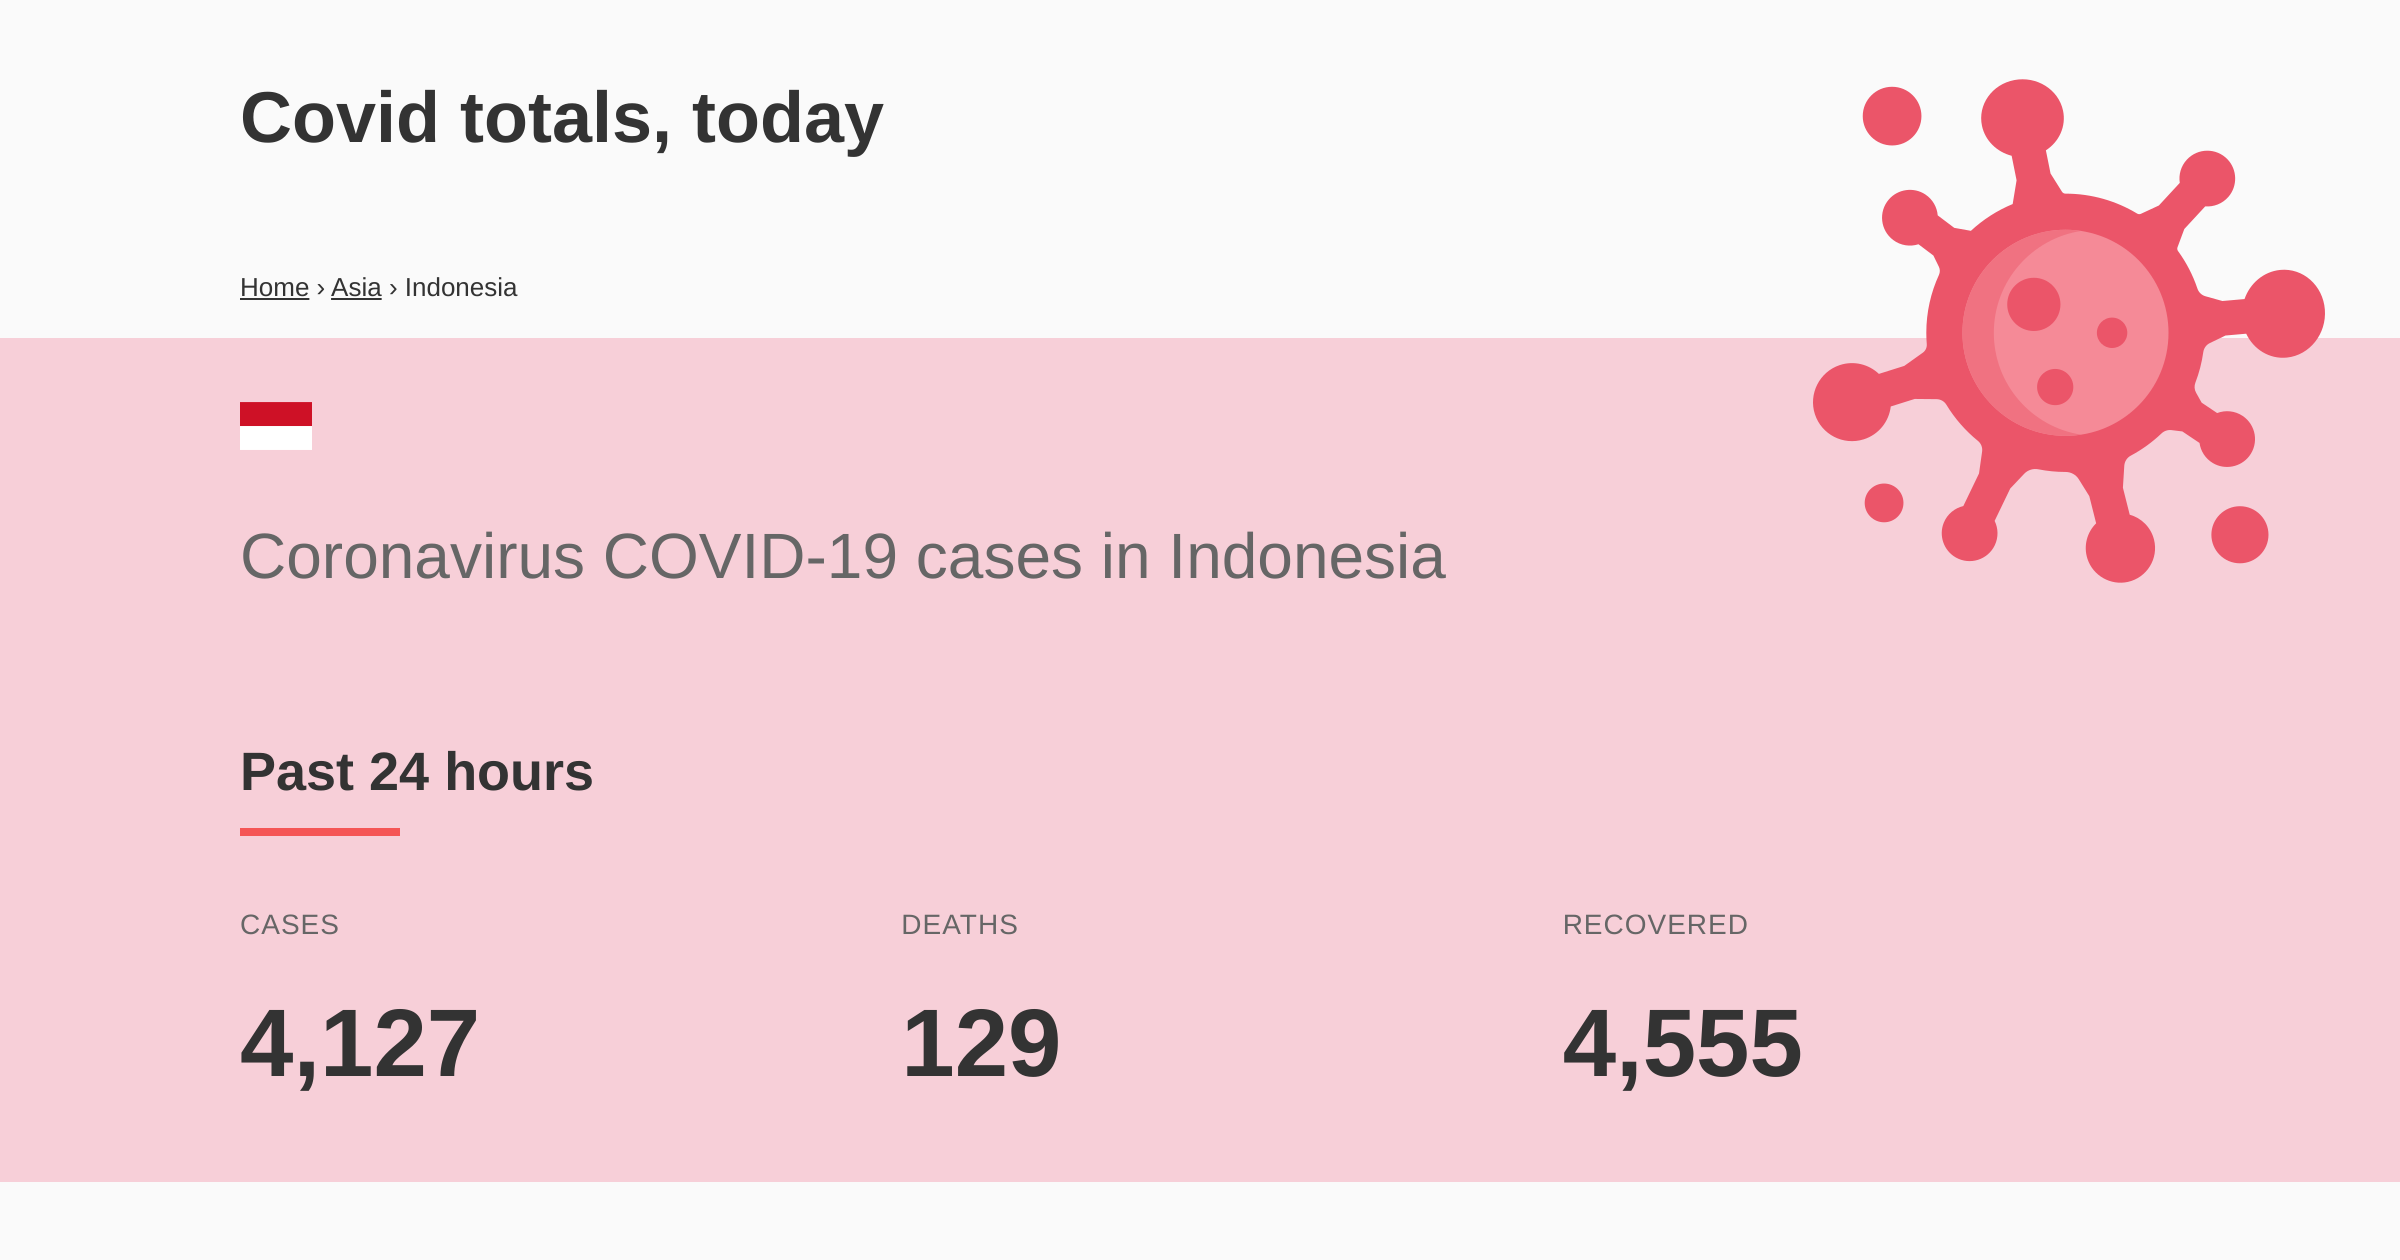 Covid totals, today
Home › Asia › Indonesia
Coronavirus COVID-19 cases in Indonesia
Past 24 hours
CASES DEATHS RECOVERED
4,127 129 4,555